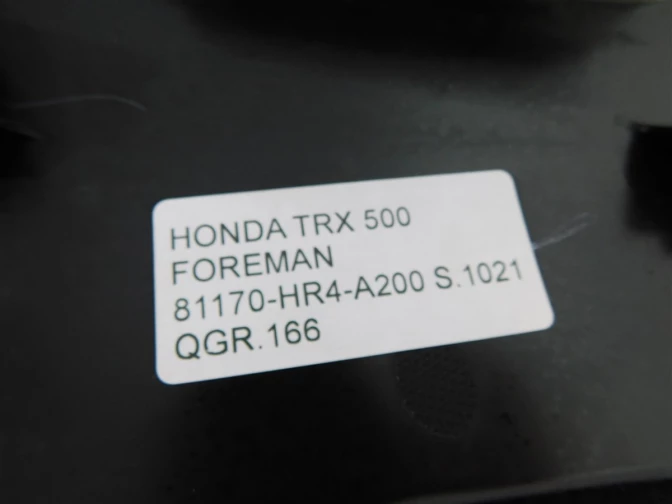 HONDA TRX 500
FOREMAN
81170-HR4-A200 S.1021
QGR.166